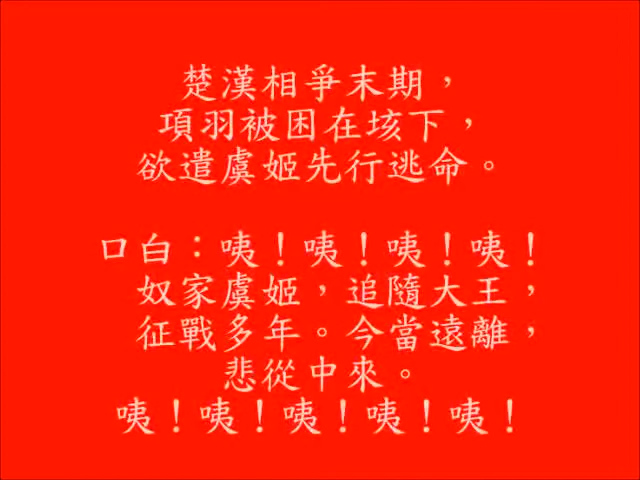 楚漢相爭末期，
項羽被困在垓下，
欲遣虞姬先行逃命。
口白：咦！咦！咦！咦！
奴家虞姬，追隨大王，
征戰多年。今當遠離，
悲從中來。
咦！咦！咦！咦！咦！